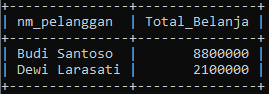 +---------------+---------------+
| nm_pelanggan  | Total_Belanja |
+---------------+---------------+
| Budi Santoso  |       8800000 |
| Dewi Larasati |       2100000 |
+---------------+---------------+